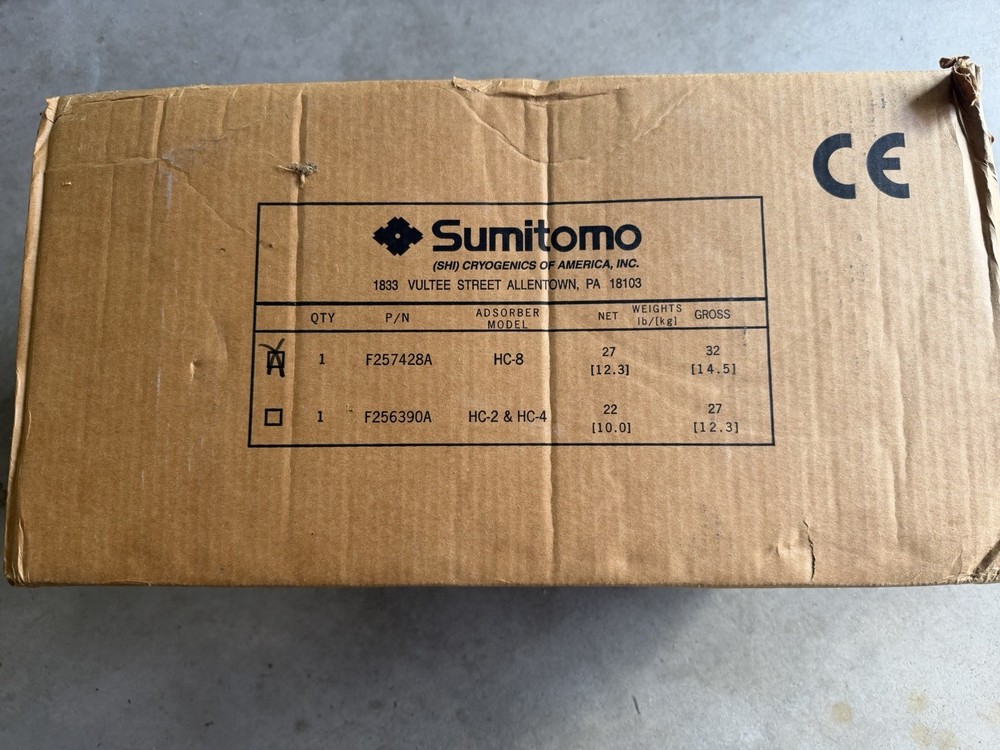 CE
Sumitomo
(SHI) CRYOGENICS OF AMERICA, INC.
1833 VULTEE STREET ALLENTOWN, PA 18103
QTY P/N ADSORBER MODEL NET WEIGHTS lb/[kg] GROSS
1 F257428A HC-8 27 [12.3] 32 [14.5]
1 F256390A HC-2 & HC-4 22 [10.0] 27 [12.3]